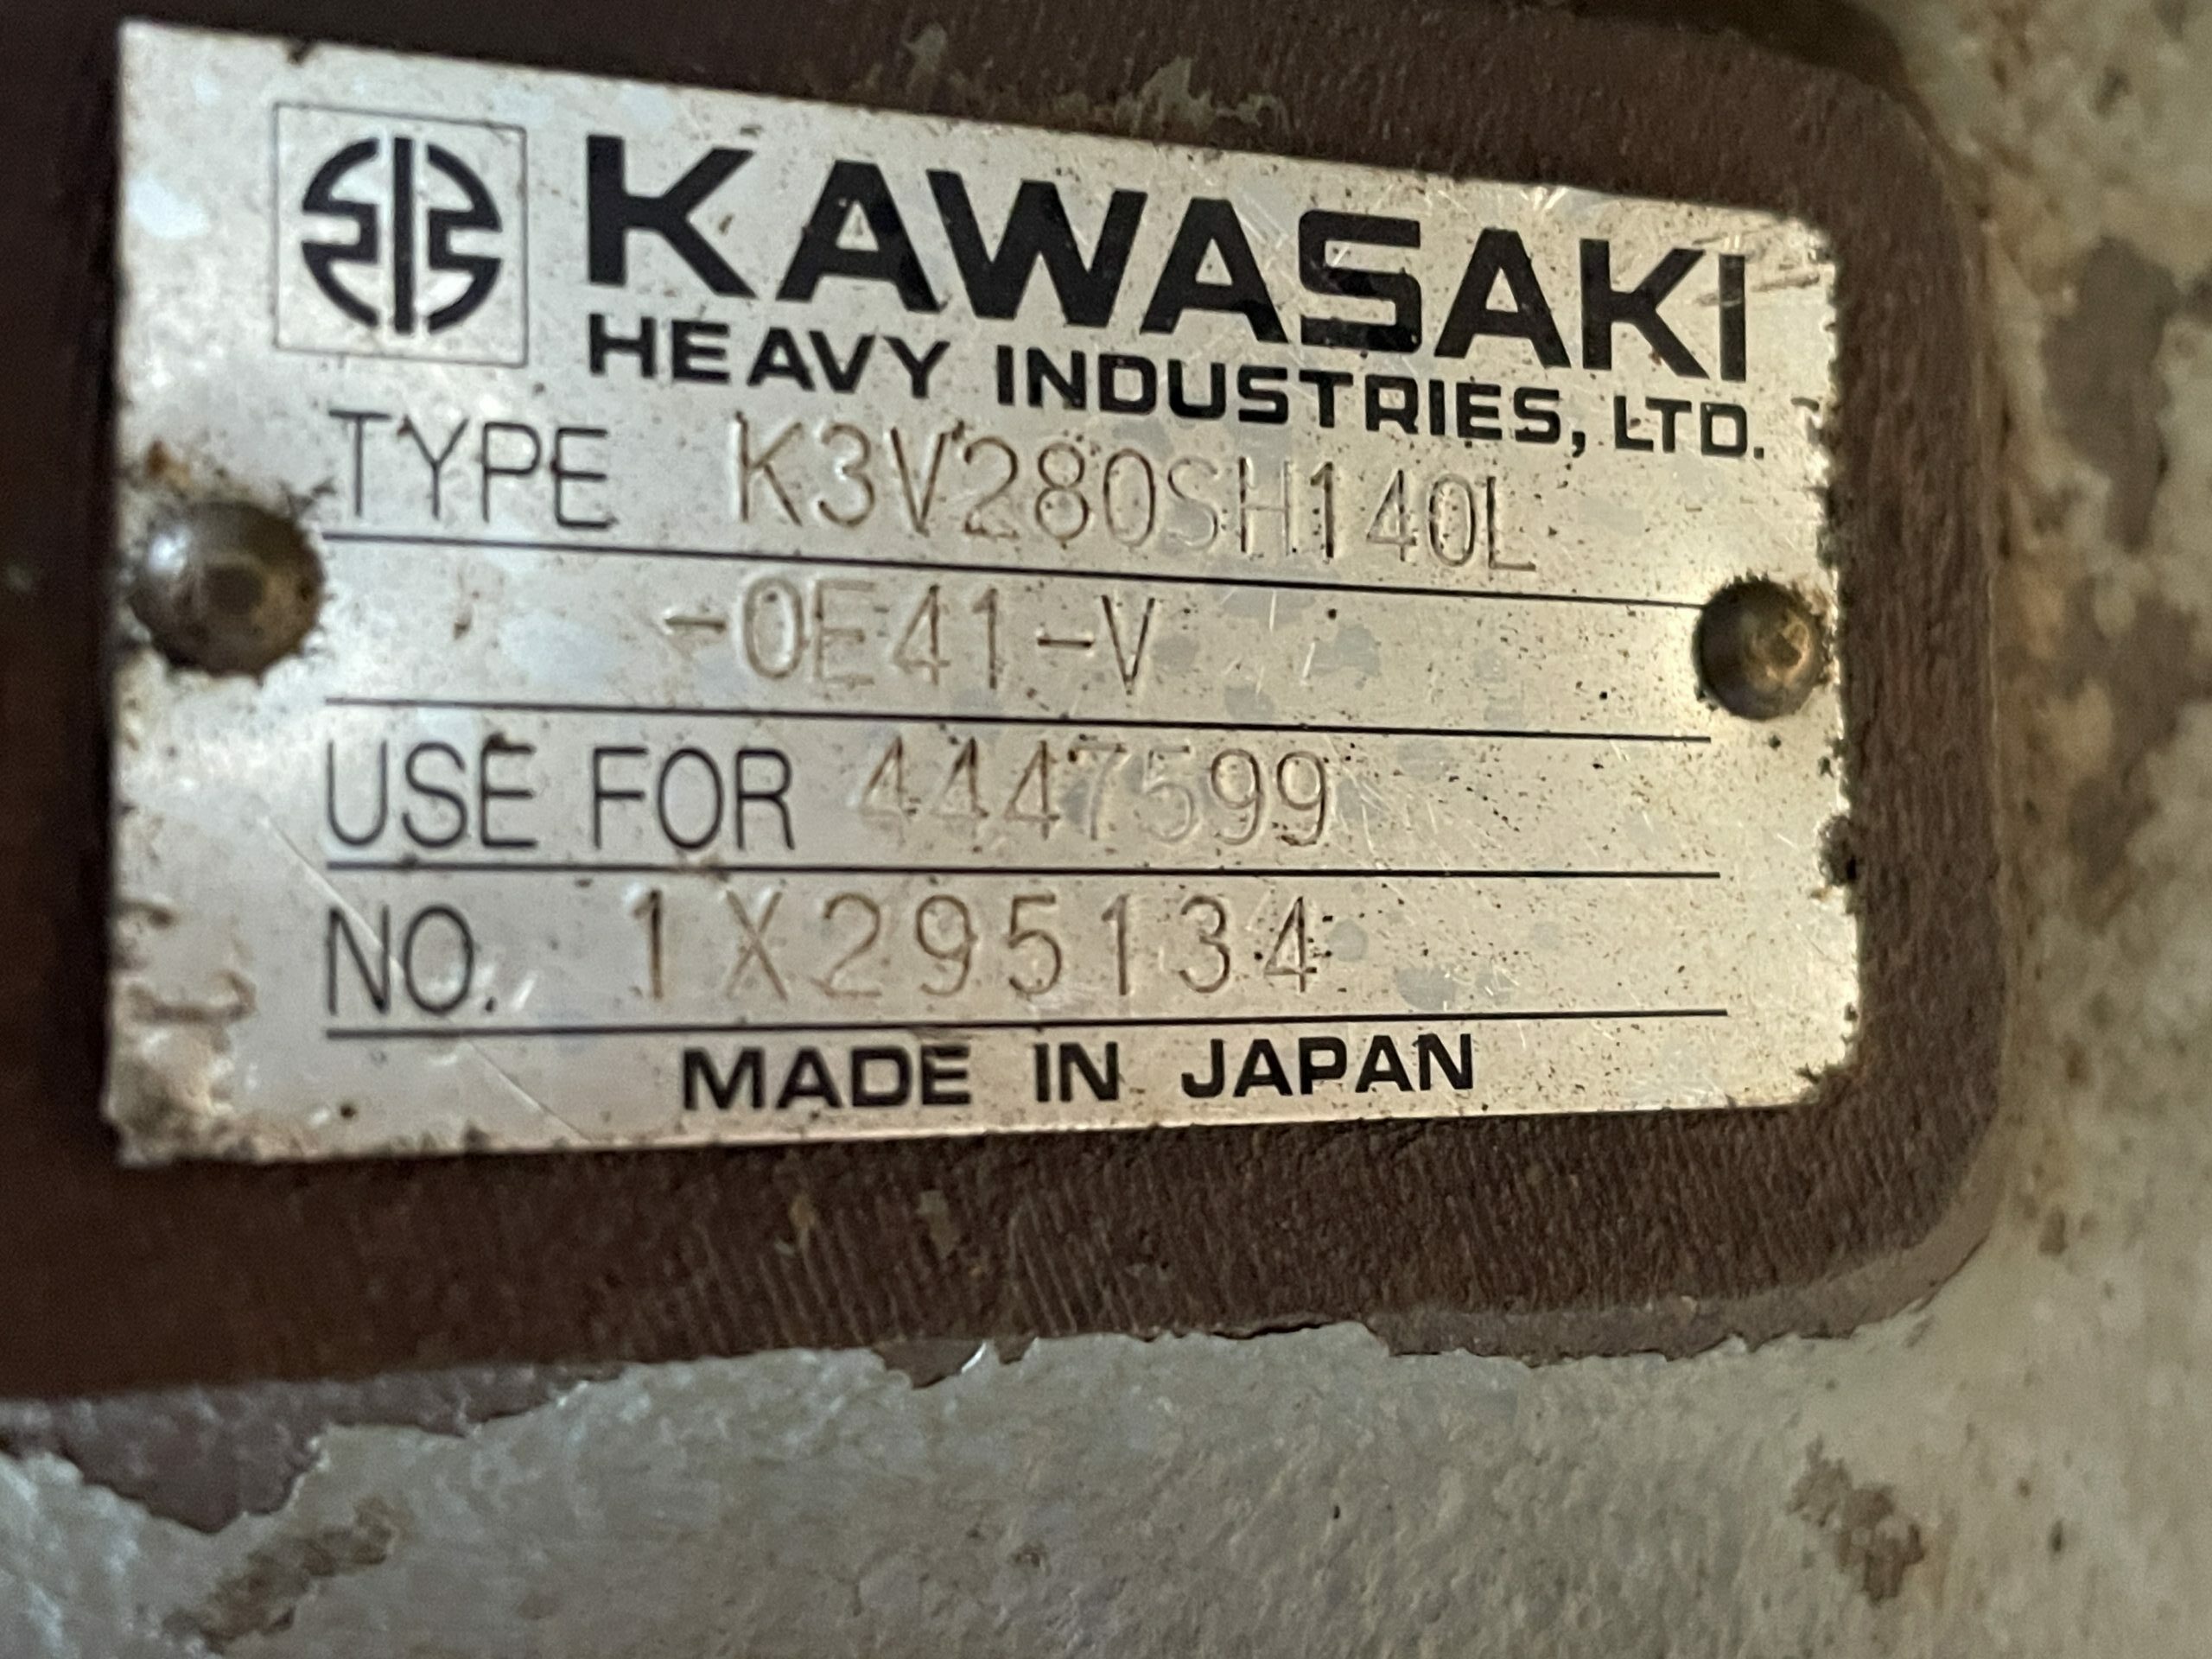 KAWASAKI
HEAVY INDUSTRIES, LTD.
TYPE K3V280SH140L
-0E41-V
USE FOR 4447599
NO. 1X295134
MADE IN JAPAN